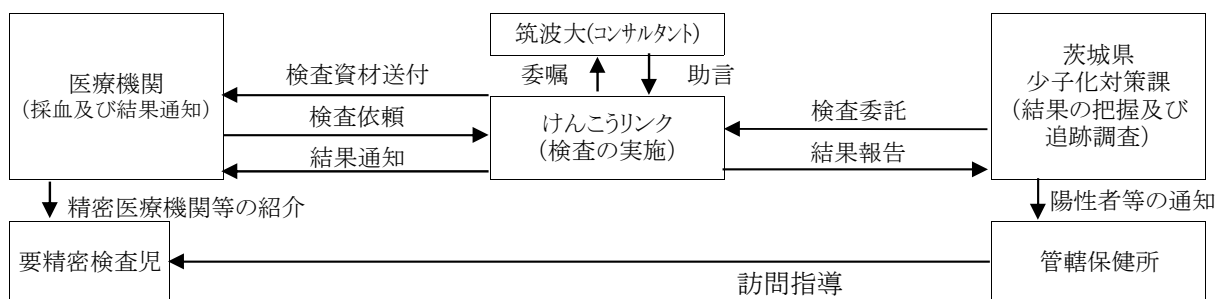 筑波大(コンサルタント)
医療機関
(採血及び結果通知)
検査資材送付
検査依頼
結果通知
委嘱
助言
けんこうリンク
(検査の実施)
検査委託
結果報告
茨城県
少子化対策課
(結果の把握及び
追跡調査)
精密医療機関等の紹介
陽性者等の通知
要精密検査児
管轄保健所
訪問指導